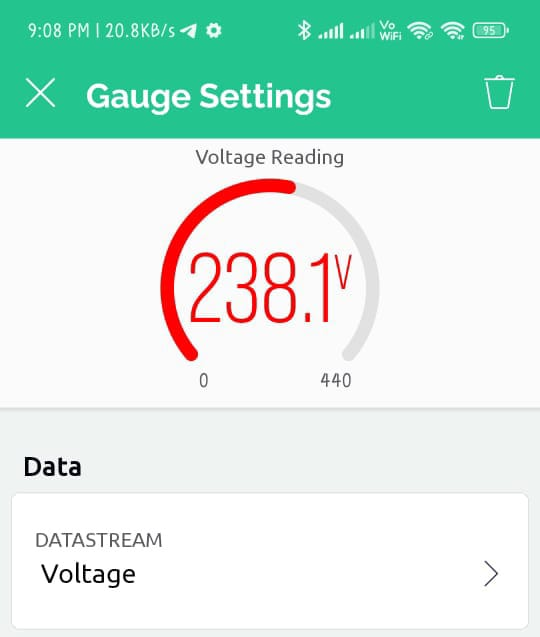 9:08 PM | 20.8KB/s
Vo
WiFi
95
Gauge Settings
Voltage Reading
238.1V
0
440
Data
DATASTREAM
Voltage